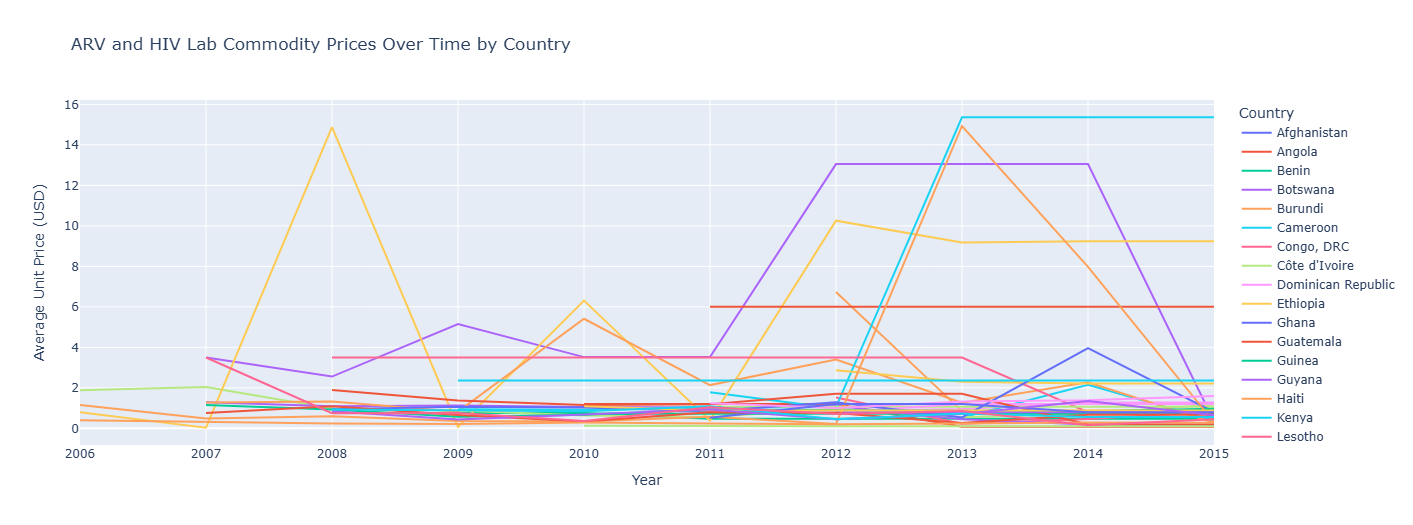 ARV and HIV Lab Commodity Prices Over Time by Country
Average Unit Price (USD)
16
14
12
10
8
6
4
2
0
2006 2007 2008 2009 2010 2011 2012 2013 2014 2015
Year
Country
Afghanistan
Angola
Benin
Botswana
Burundi
Cameroon
Congo, DRC
Côte d'Ivoire
Dominican Republic
Ethiopia
Ghana
Guatemala
Guinea
Guyana
Haiti
Kenya
Lesotho